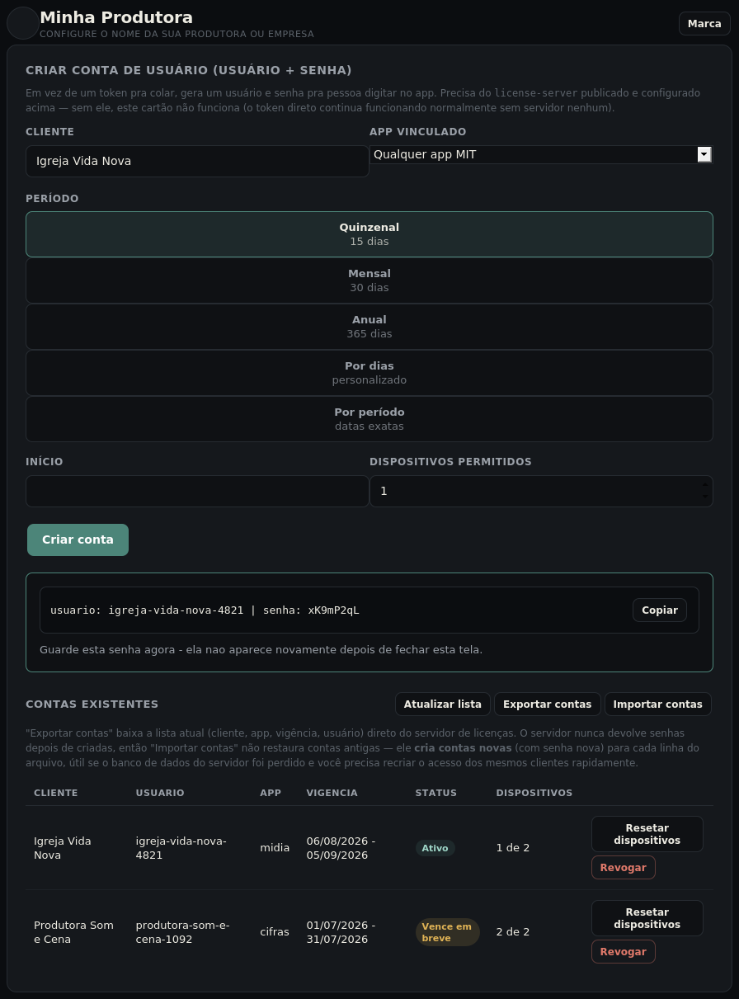 Minha Produtora
CONFIGURE O NOME DA SUA PRODUTORA OU EMPRESA
Marca
CRIAR CONTA DE USUÁRIO (USUÁRIO + SENHA)
Em vez de um token pra colar, gera um usuário e senha pra pessoa digitar no app. Precisa do license-server publicado e configurado
acima — sem ele, este cartão não funciona (o token direto continua funcionando normalmente sem servidor nenhum).
CLIENTE
APP VINCULADO
Igreja Vida Nova
Qualquer app MIT
PERÍODO
Quinzenal
15 dias
Mensal
30 dias
Anual
365 dias
Por dias
personalizado
Por período
datas exatas
INÍCIO
DISPOSITIVOS PERMITIDOS
1
Criar conta
usuario: igreja-vida-nova-4821 | senha: xK9mP2qL
Copiar
Guarde esta senha agora - ela nao aparece novamente depois de fechar esta tela.
CONTAS EXISTENTES
Atualizar lista
Exportar contas
Importar contas
"Exportar contas" baixa a lista atual (cliente, app, vigência, usuário) direto do servidor de licenças. O servidor nunca devolve senhas
depois de criadas, então "Importar contas" não restaura contas antigas — ele cria contas novas (com senha nova) para cada linha do
arquivo, útil se o banco de dados do servidor foi perdido e você precisa recriar o acesso dos mesmos clientes rapidamente.
CLIENTE USUARIO APP VIGENCIA STATUS DISPOSITIVOS
Igreja Vida
Nova
igreja-vida-nova-
4821
midia
06/08/2026 -
05/09/2026
Ativo
1 de 2
Resetar
dispositivos
Revogar
Produtora Som
e Cena
produtora-som-e-
cena-1092
cifras
01/07/2026 -
31/07/2026
Vence em
breve
2 de 2
Resetar
dispositivos
Revogar